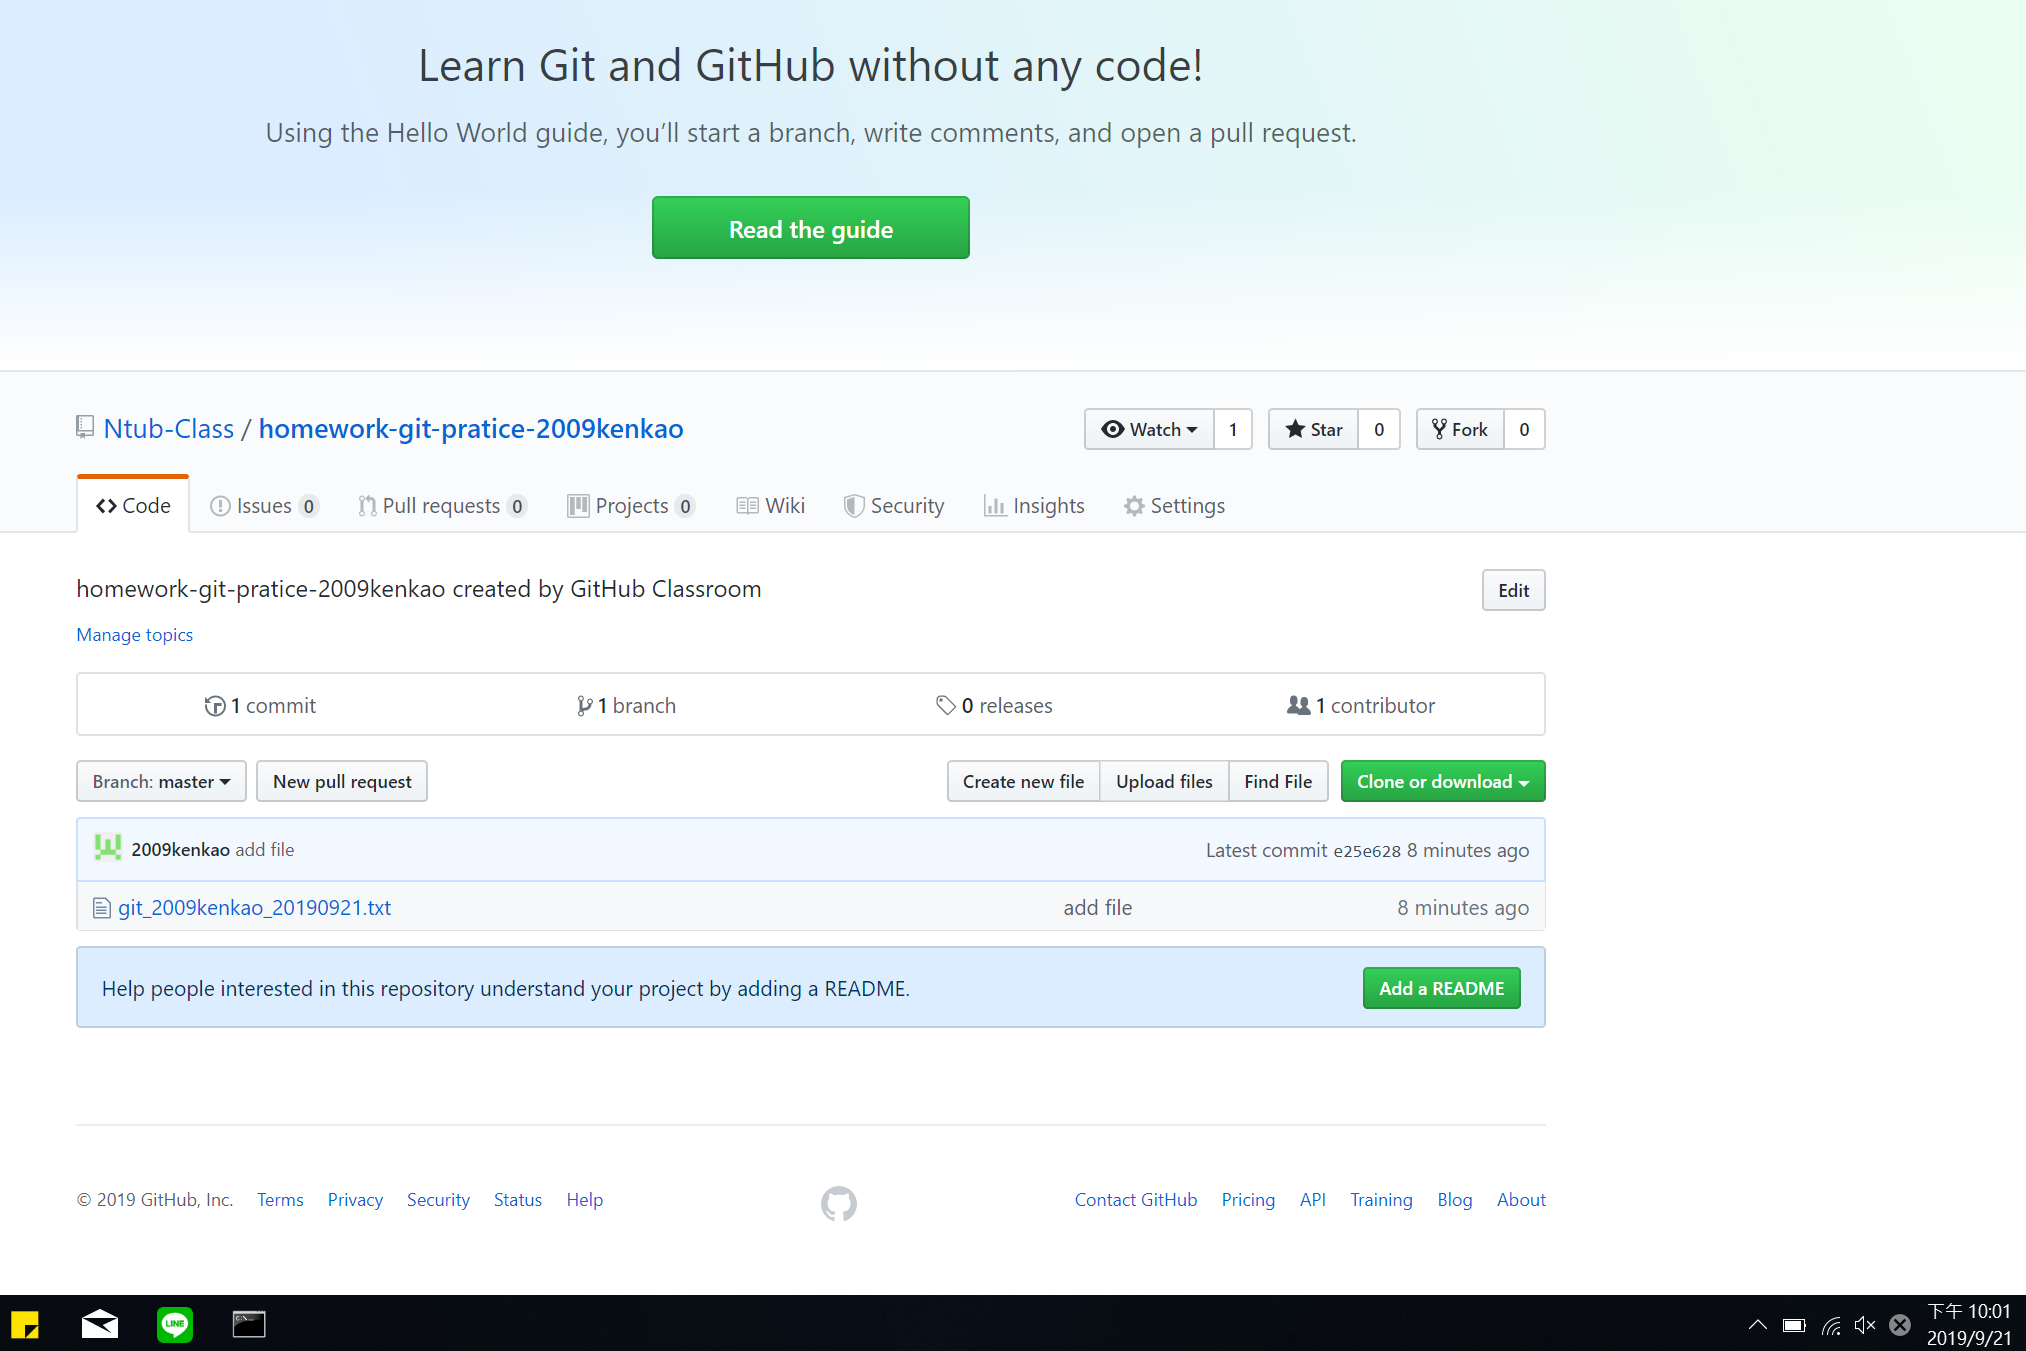 Learn Git and GitHub without any code!
Using the Hello World guide, you’ll start a branch, write comments, and open a pull request.
Read the guide
Ntub-Class / homework-git-pratice-2009kenkao
Watch 1 Star 0 Fork 0
Code Issues 0 Pull requests 0 Projects 0 Wiki Security Insights Settings
homework-git-pratice-2009kenkao created by GitHub Classroom
Edit
Manage topics
1 commit 1 branch 0 releases 1 contributor
Branch: master New pull request Create new file Upload files Find File Clone or download
2009kenkao add file Latest commit e25e628 8 minutes ago
git_2009kenkao_20190921.txt add file 8 minutes ago
Help people interested in this repository understand your project by adding a README. Add a README
© 2019 GitHub, Inc. Terms Privacy Security Status Help Contact GitHub Pricing API Training Blog About
LINE
下午 10:01
2019/9/21